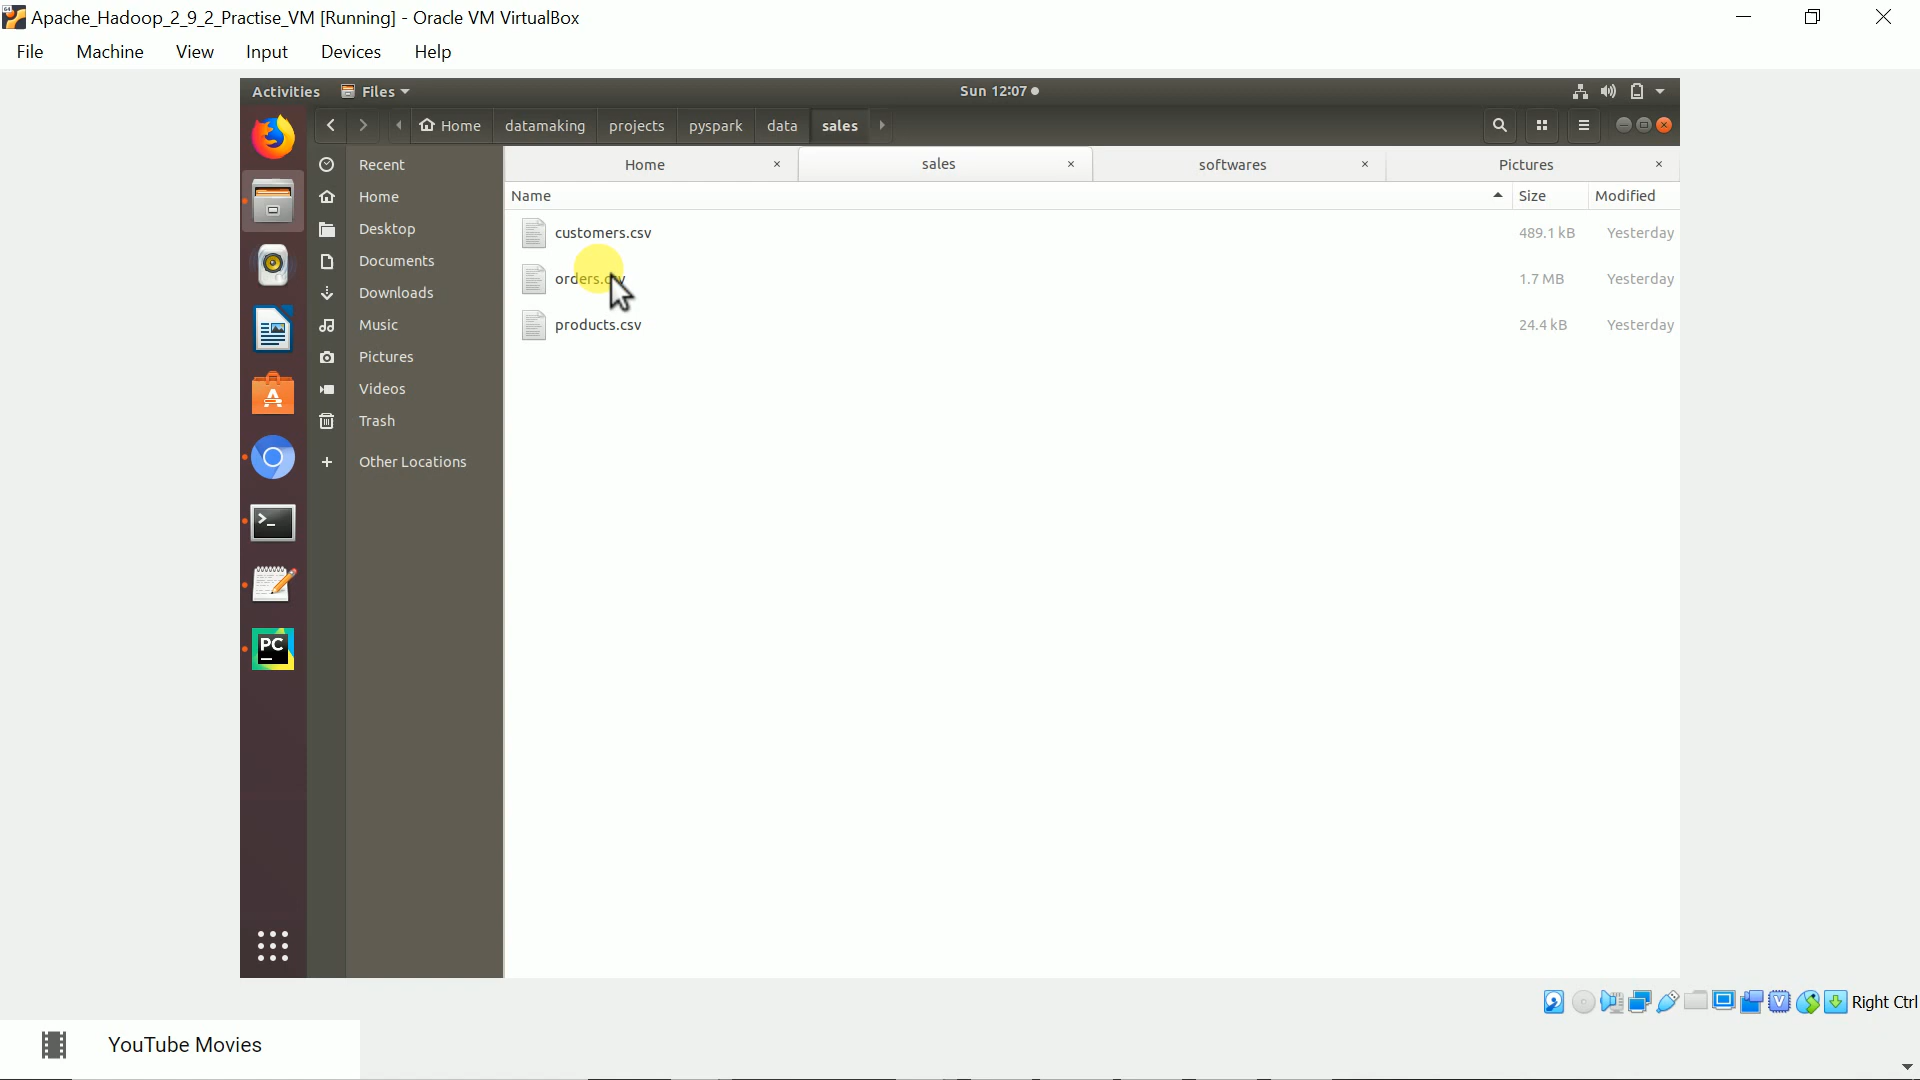 Apache_Hadoop_2_9_2_Practise_VM [Running] - Oracle VM VirtualBox
File Machine View Input Devices Help
Activities Files Sun 12:07
Home datamaking projects pyspark data sales
Recent
Home
Desktop
Documents
Downloads
Music
Pictures
Videos
Trash
Other Locations
Home sales softwares Pictures
Name Size Modified
customers.csv 489.1 kB Yesterday
1.7 MB Yesterday
products.csv 24.4 kB Yesterday
PC
Right Ctrl
YouTube Movies